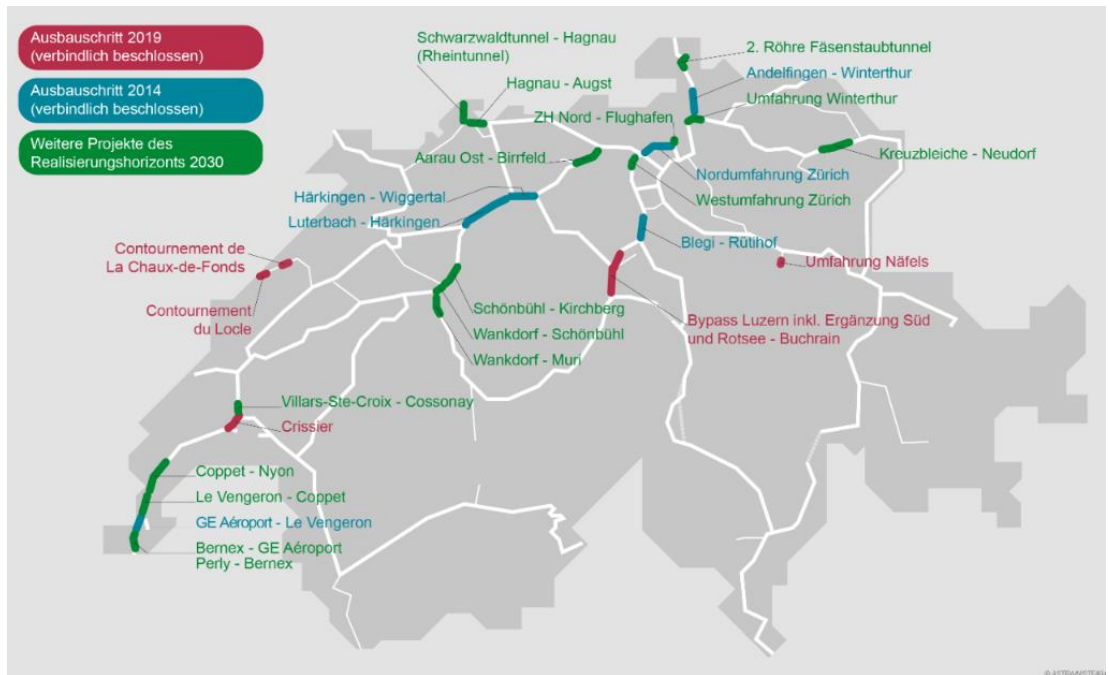 Ausbauschritt 2019
(verbindlich beschlossen)
Ausbauschritt 2014
(verbindlich beschlossen)
Weitere Projekte des
Realisierungshorizonts 2030
Schwarzwaldtunnel - Hagnau
(Rheintunnel)
Hagnau - Augst
ZH Nord - Flughafen
Aarau Ost - Birrfeld
Härkingen - Wiggertal
Luterbach - Härkingen
Contournement de
La Chaux-de-Fonds
Contournement
du Locle
2. Röhre Fäsenstaubtunnel
Andelfingen - Winterthur
Umfahrung Winterthur
Kreuzbleiche - Neudorf
Nordumfahrung Zürich
Westumfahrung Zürich
Blegi - Rütihof
Umfahrung Näfels
Schönbühl - Kirchberg
Wankdorf - Schönbühl
Wankdorf - Muri
Bypass Luzern inkl. Ergänzung Süd
und Rotsee - Buchrain
Villars-Ste-Croix - Cossonay
Crissier
Coppet - Nyon
Le Vengeron - Coppet
GE Aéroport - Le Vengeron
Bernex - GE Aéroport
Perly - Bernex